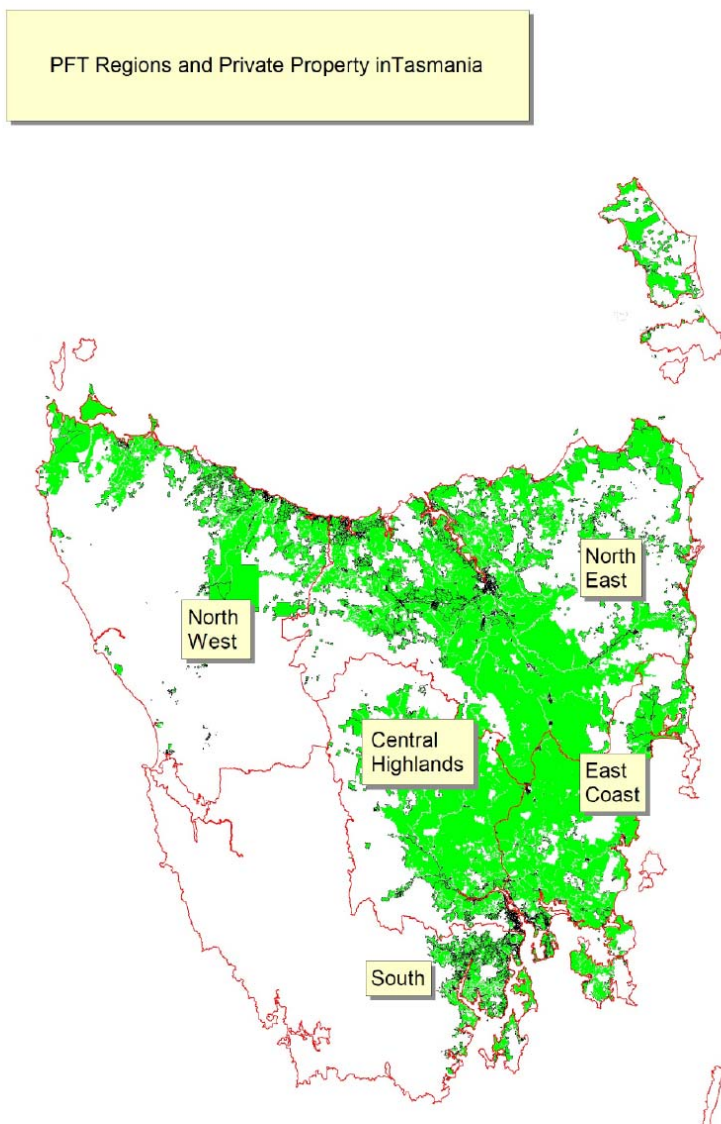 PFT Regions and Private Property inTasmania
North
East
North
West
Central
Highlands
East
Coast
South